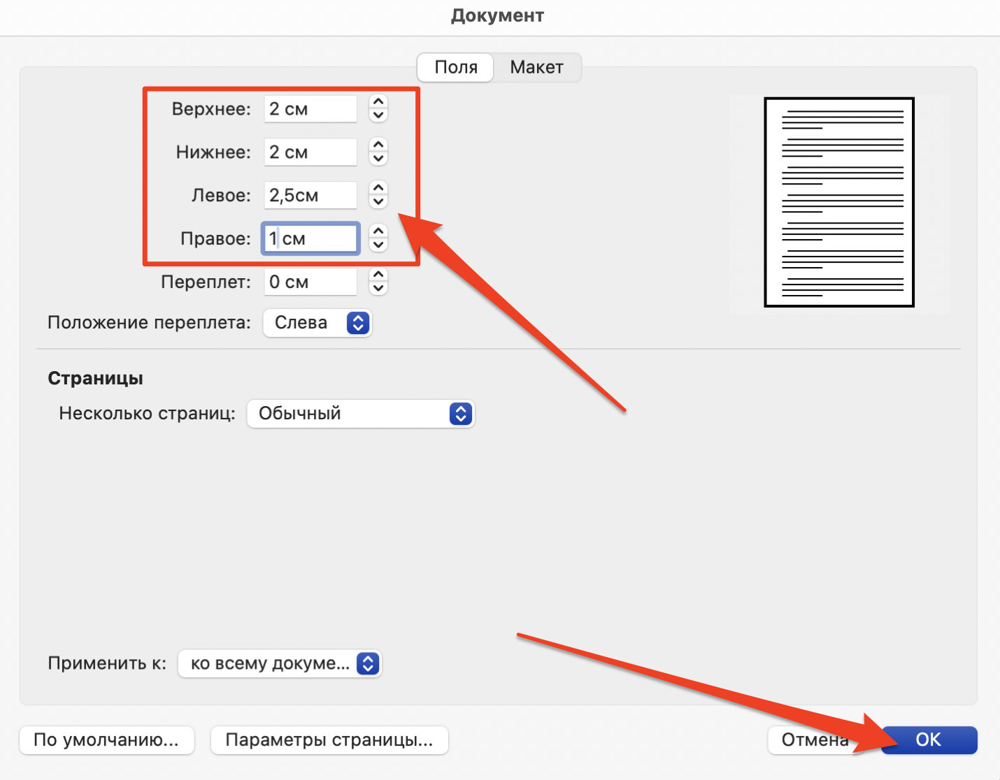 Документ
Поля Макет
Верхнее: 2 см
Нижнее: 2 см
Левое: 2,5см
Правое: 1 см
Переплет: 0 см
Положение переплета: Слева
Страницы
Несколько страниц: Обычный
Применить к: ко всему докуме...
По умолчанию... Параметры страницы... Отмена OK